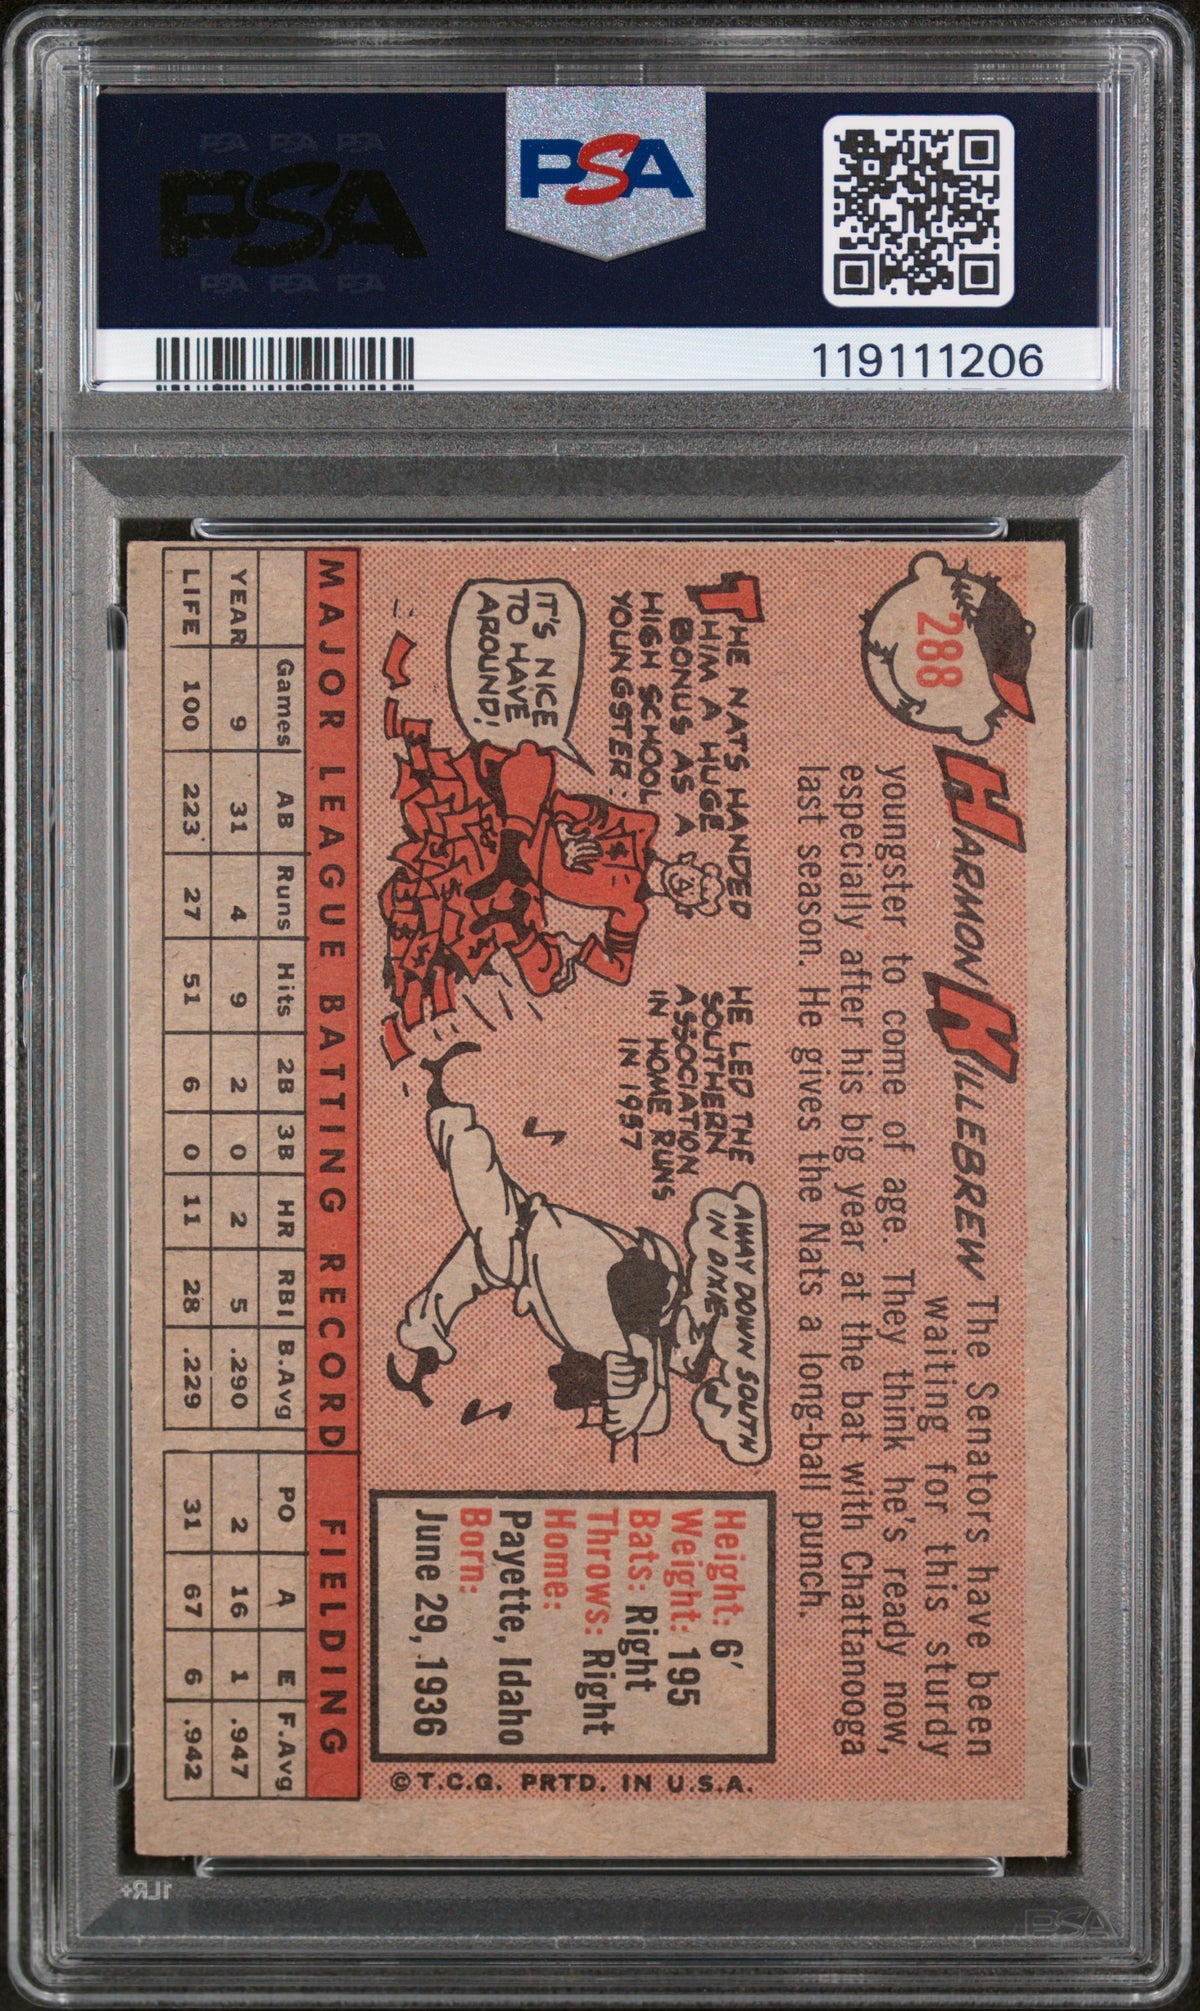 PSA PSA PSA
PSA
PSA PSA PSA
PSA
119111206
288
HARMON KILLEBREW The Senators have been
waiting for this sturdy
youngster to come of age. They think he's ready now,
especially after his big year at the bat with Chattanooga
last season. He gives the Nats a long-ball punch.
THE NATS HANDED
HIM A HUGE
BONUS AS A
HIGH SCHOOL
YOUNGSTER.
IT'S NICE
TO HAVE
AROUND!
HE LED THE
SOUTHERN
ASSOCIATION
IN HOME RUNS
IN 1957
AWAY DOWN SOUTH
IN DIXIE
Height: 6'
Weight: 195
Bats: Right
Throws: Right
Home:
Payette, Idaho
Born:
June 29, 1936
© T.C.G. PRTD. IN U.S.A.
MAJOR LEAGUE BATTING RECORD FIELDING
Games AB Runs Hits 2B 3B HR RBI B.Avg PO A E F.Avg
YEAR 9 31 4 9 2 0 2 5 .290 2 16 1 .947
LIFE 100 223 27 51 6 0 11 28 .229 31 67 6 .942
1LR+
PSA